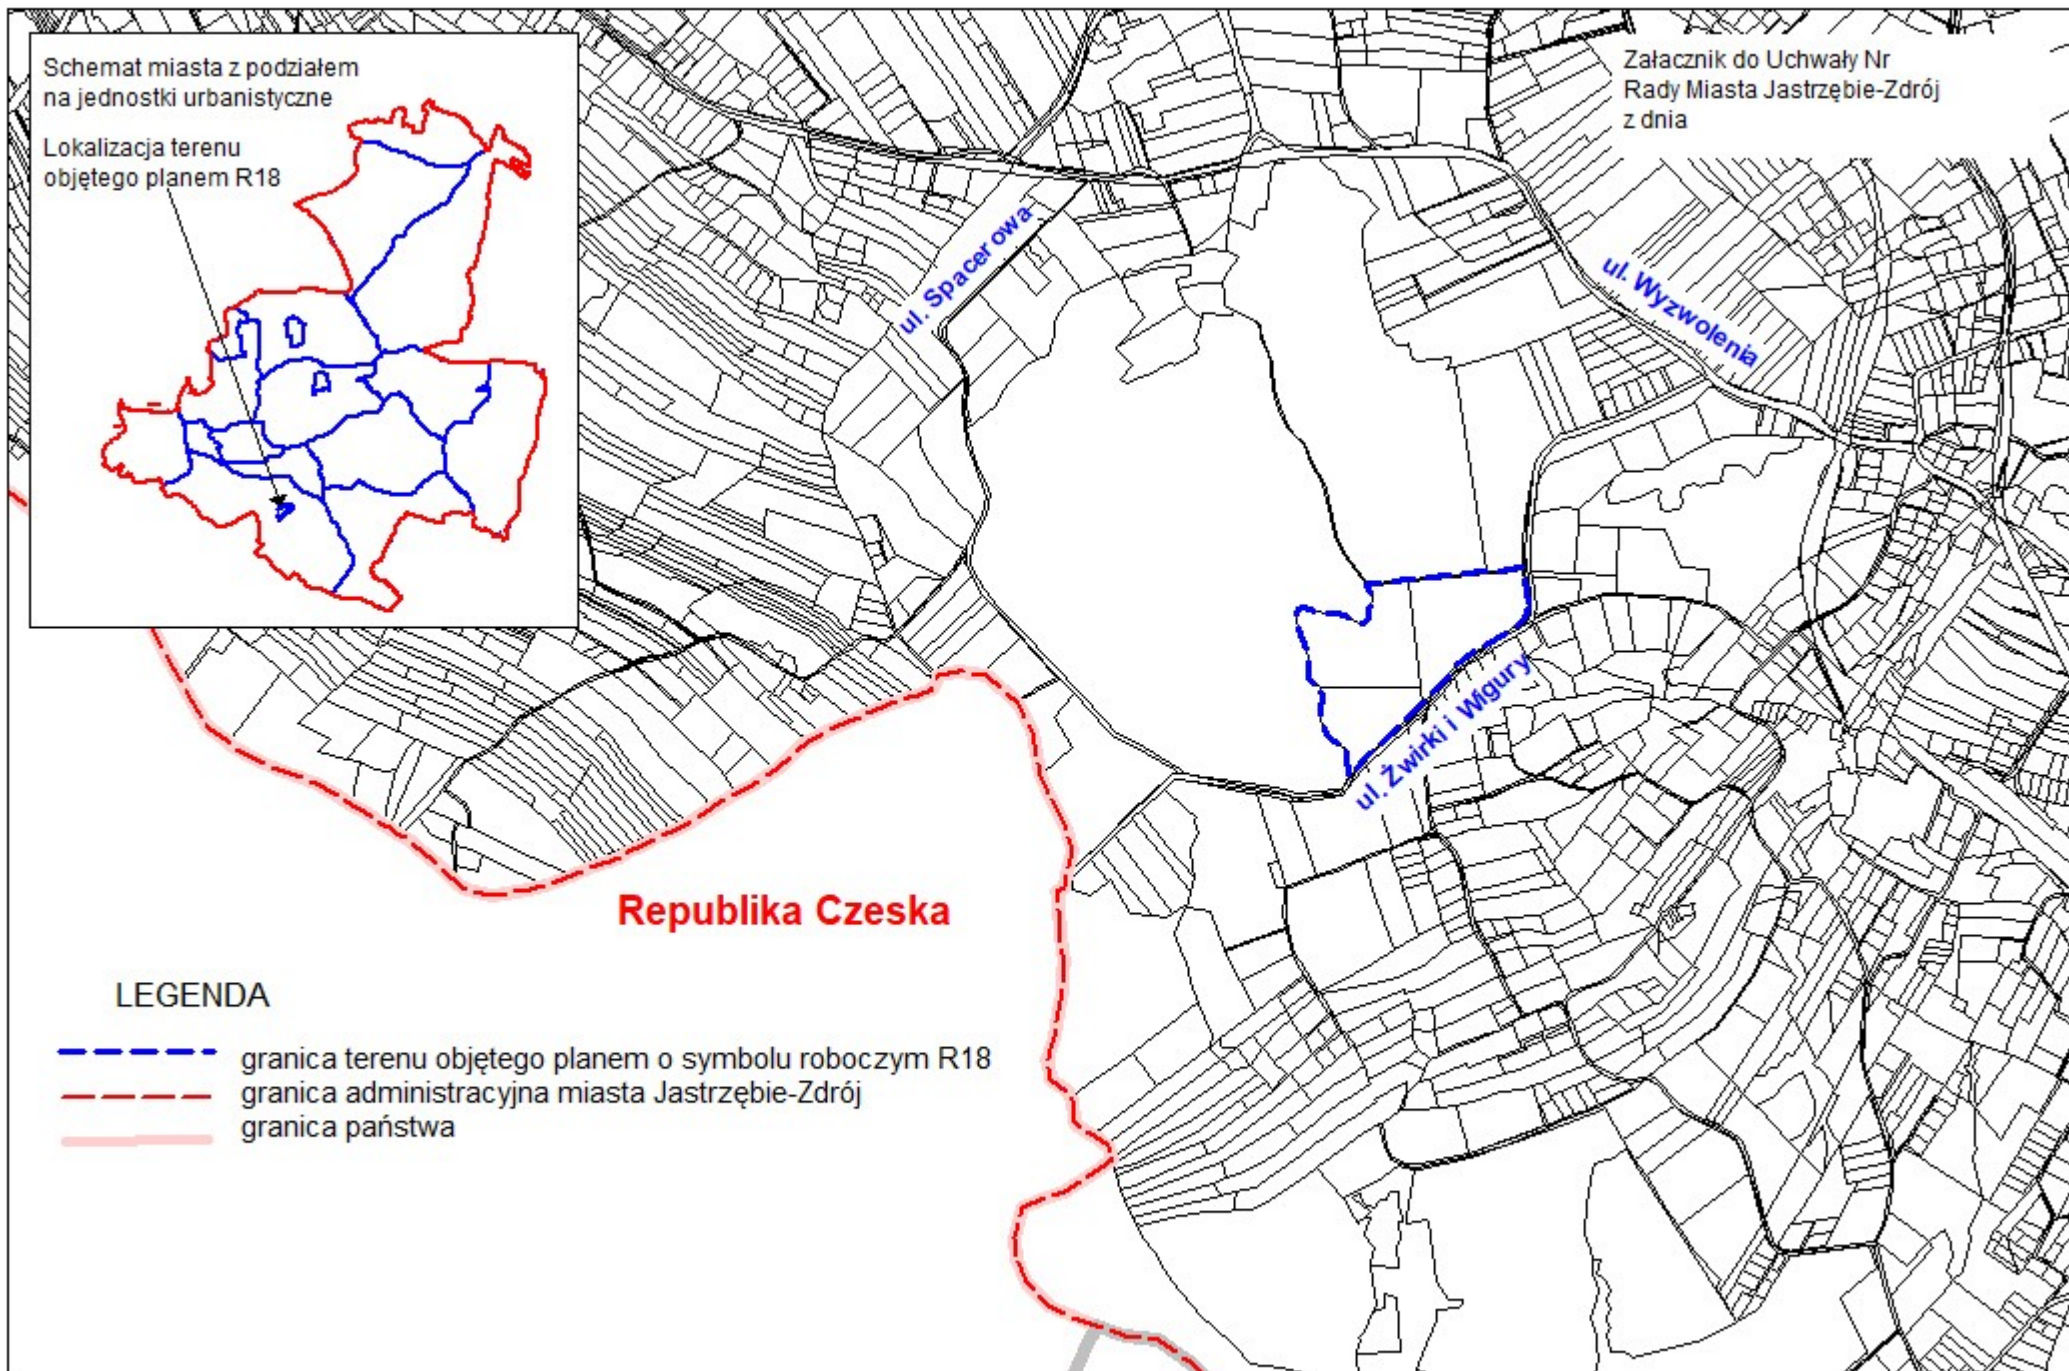 Schemat miasta z podziałem
na jednostki urbanistyczne
Lokalizacja terenu
objętego planem R18
Załacznik do Uchwały Nr
Rady Miasta Jastrzębie-Zdrój
z dnia
ul. Spacerowa
ul. Wyzwolenia
ul. Żwirki i Wigury
Republika Czeska
LEGENDA
granica terenu objętego planem o symbolu roboczym R18
granica administracyjna miasta Jastrzębie-Zdrój
granica państwa